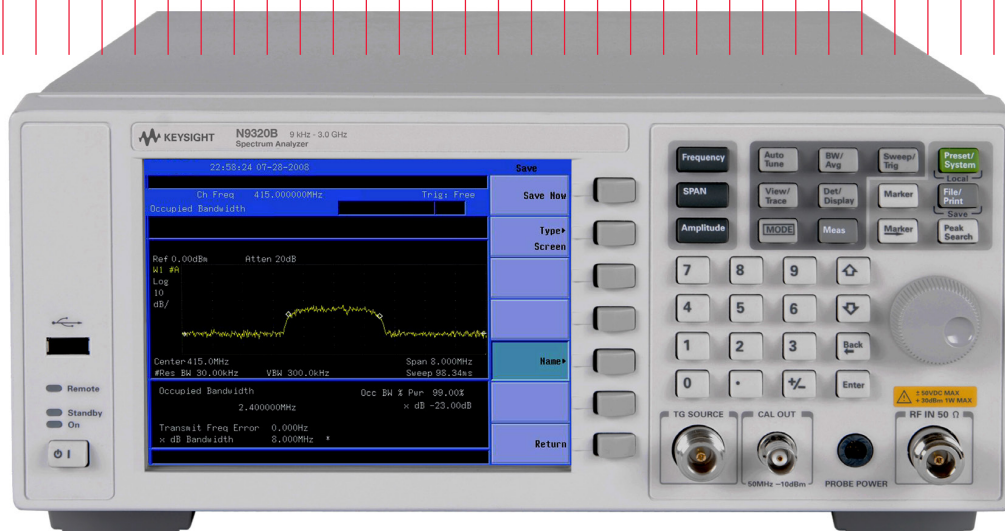 KEYSIGHT N9320B 9 kHz - 3.0 GHz
Spectrum Analyzer
22:58:24 07-28-2008 Save
Ch Freq 415.000000MHz Trig: Free
Occupied Bandwidth
Save Now
Type
Screen
Ref 0.00dBm Atten 20dB
W1 #A
Log
10
dB/
Center 415.0MHz Span 8.000MHz
#Res BW 30.00kHz VBW 300.0kHz Sweep 98.34ms
Name
Occupied Bandwidth Occ BW % Pwr 99.00%
2.400000MHz x dB -23.00dB
Transmit Freq Error 0.000Hz
x dB Bandwidth 8.000MHz *
Return
Remote
Standby
On
Frequency
Auto Tune
BW/ Avg
Sweep/ Trig
Preset/ System
Local
SPAN
View/ Trace
Det/ Display
Marker
File/ Print
Save
Amplitude
MODE
Meas
Marker
Peak Search
7 8 9
4 5 6
1 2 3 Back
0 . +/− Enter
± 50VDC MAX
+ 30dBm 1W MAX
TG SOURCE CAL OUT RF IN 50 Ω
50MHz -10dBm PROBE POWER